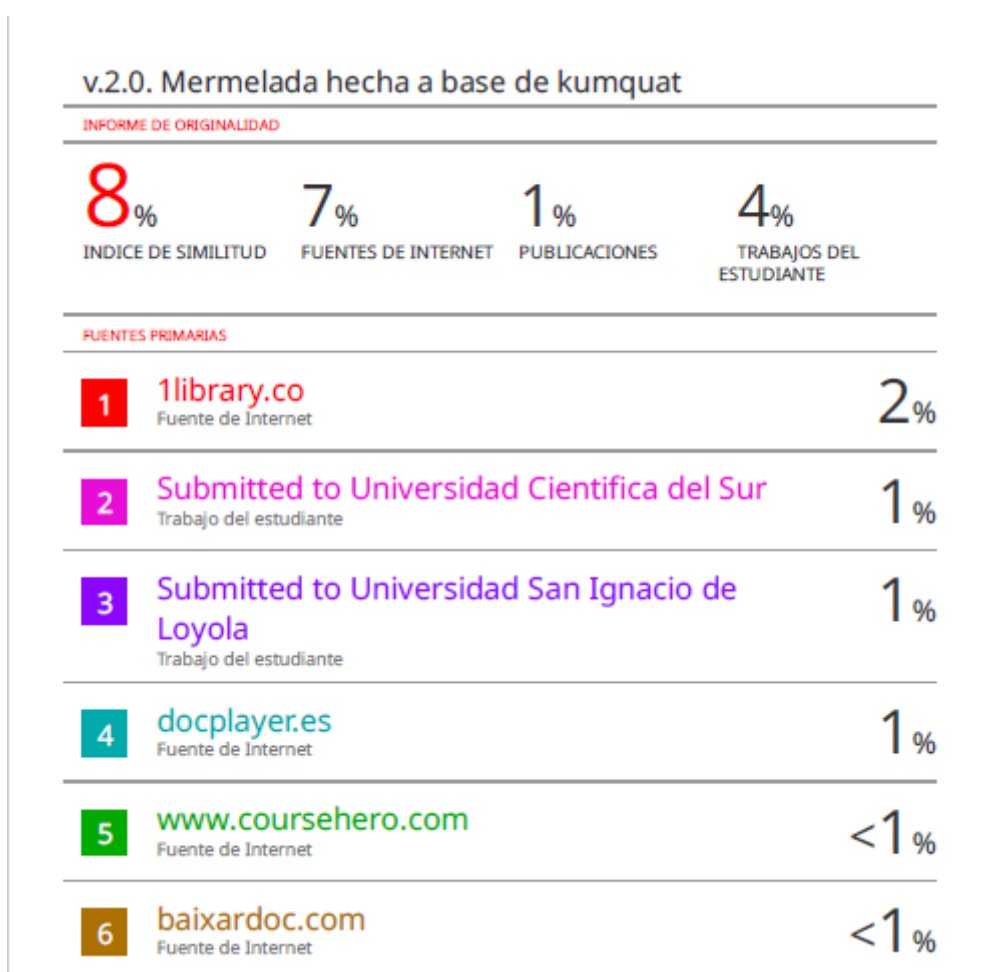 v.2.0. Mermelada hecha a base de kumquat
INFORME DE ORIGINALIDAD
8%
7%
1%
4%
INDICE DE SIMILITUD
FUENTES DE INTERNET
PUBLICACIONES
TRABAJOS DEL
ESTUDIANTE
FUENTES PRIMARIAS
1 1library.co 2%
Fuente de Internet
2 Submitted to Universidad Cientifica del Sur 1%
Trabajo del estudiante
3 Submitted to Universidad San Ignacio de 1%
Loyola
Trabajo del estudiante
4 docplayer.es 1%
Fuente de Internet
5 www.coursehero.com <1%
Fuente de Internet
6 baixardoc.com <1%
Fuente de Internet